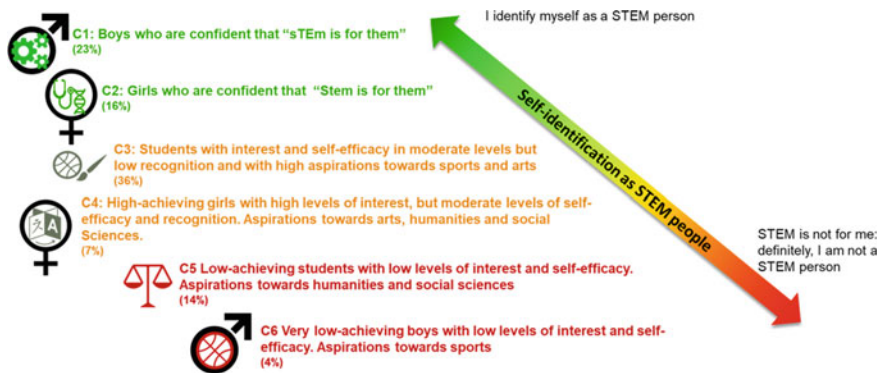 I identify myself as a STEM person
C1: Boys who are confident that “sTEm is for them”
(23%)
C2: Girls who are confident that “Stem is for them”
(16%)
C3: Students with interest and self-efficacy in moderate levels but
low recognition and with high aspirations towards sports and arts
(36%)
C4: High-achieving girls with high levels of interest, but moderate levels of self-
efficacy and recognition. Aspirations towards arts, humanities and social
Sciences.
(7%)
A
C5 Low-achieving students with low levels of interest and self-efficacy.
Aspirations towards humanities and social sciences
(14%)
C6 Very low-achieving boys with low levels of interest and self-
efficacy. Aspirations towards sports
(4%)
Self-identification as STEM people
STEM is not for me:
definitely, I am not a
STEM person